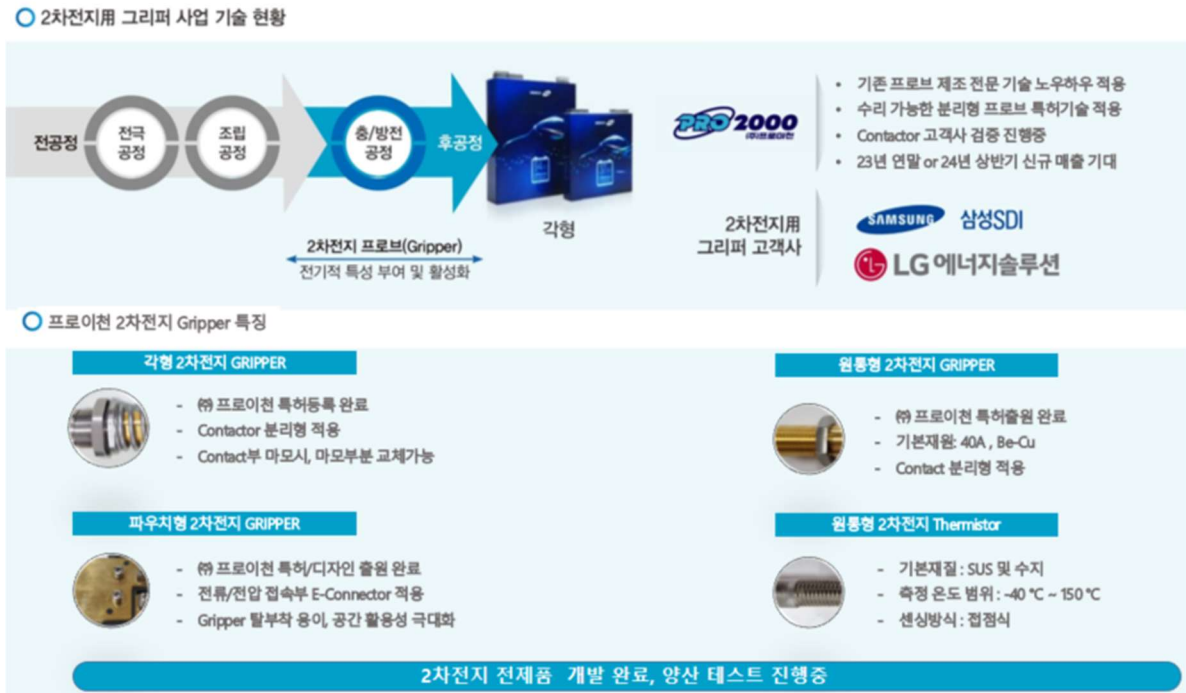 2차전지用 그리퍼 사업 기술 현황
전공정
전극
공정
조립
공정
충/방전
공정
후공정
각형
2차전지 프로브(Gripper)
전기적 특성 부여 및 활성화
PRO 2000
㈜프로이천
• 기존 프로브 제조 전문 기술 노우하우 적용
• 수리 가능한 분리형 프로브 특허기술 적용
• Contactor 고객사 검증 진행중
• 23년 연말 or 24년 상반기 신규 매출 기대
2차전지用
그리퍼 고객사
SAMSUNG 삼성SDI
LG에너지솔루션
프로이천 2차전지 Gripper 특징
각형 2차전지 GRIPPER
- ㈜ 프로이천 특허등록 완료
- Contactor 분리형 적용
- Contact부 마모시, 마모부분 교체가능
원통형 2차전지 GRIPPER
- ㈜ 프로이천 특허출원 완료
- 기본재원: 40A , Be-Cu
- Contact 분리형 적용
파우치형 2차전지 GRIPPER
- ㈜ 프로이천 특허/디자인 출원 완료
- 전류/전압 접속부 E-Connector 적용
- Gripper 탈부착 용이, 공간 활용성 극대화
원통형 2차전지 Thermistor
- 기본재질 : SUS 및 수지
- 측정 온도 범위 : -40 ℃ ~ 150 ℃
- 센싱방식 : 접점식
2차전지 전제품 개발 완료, 양산 테스트 진행중